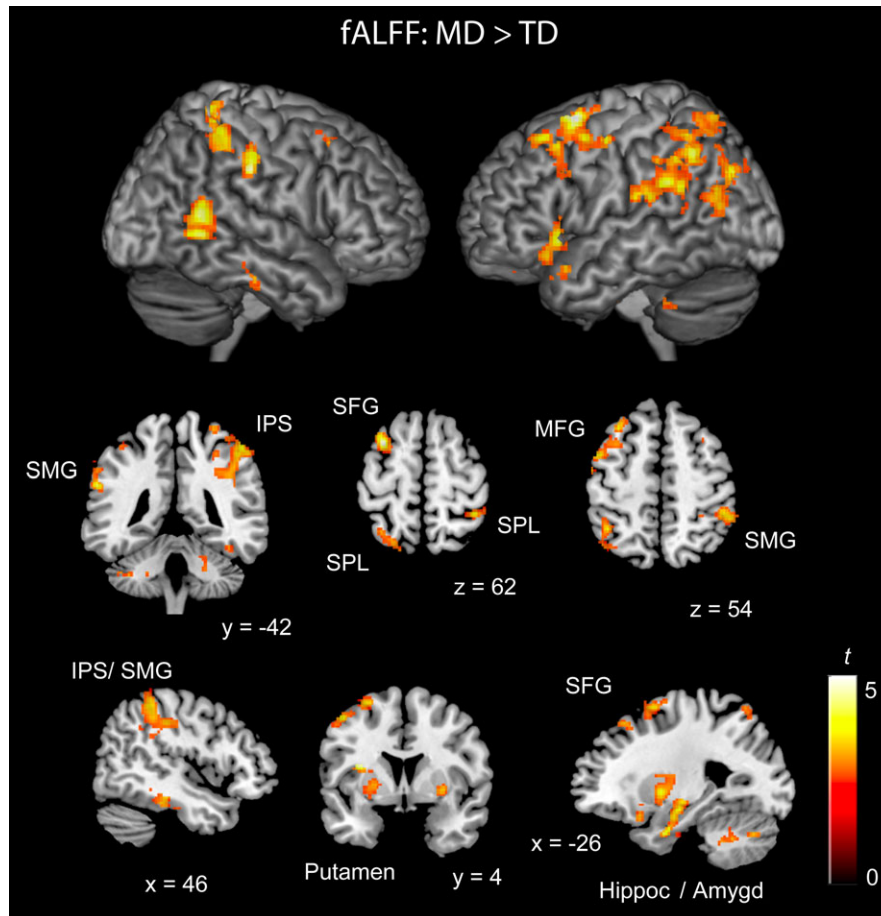 fALFF: MD > TD
IPS
SMG
y = -42
SFG
SPL
SPL
z = 62
MFG
SMG
z = 54
IPS/ SMG
x = 46
Putamen
y = 4
SFG
x = -26
Hippoc / Amygd
t
5
0